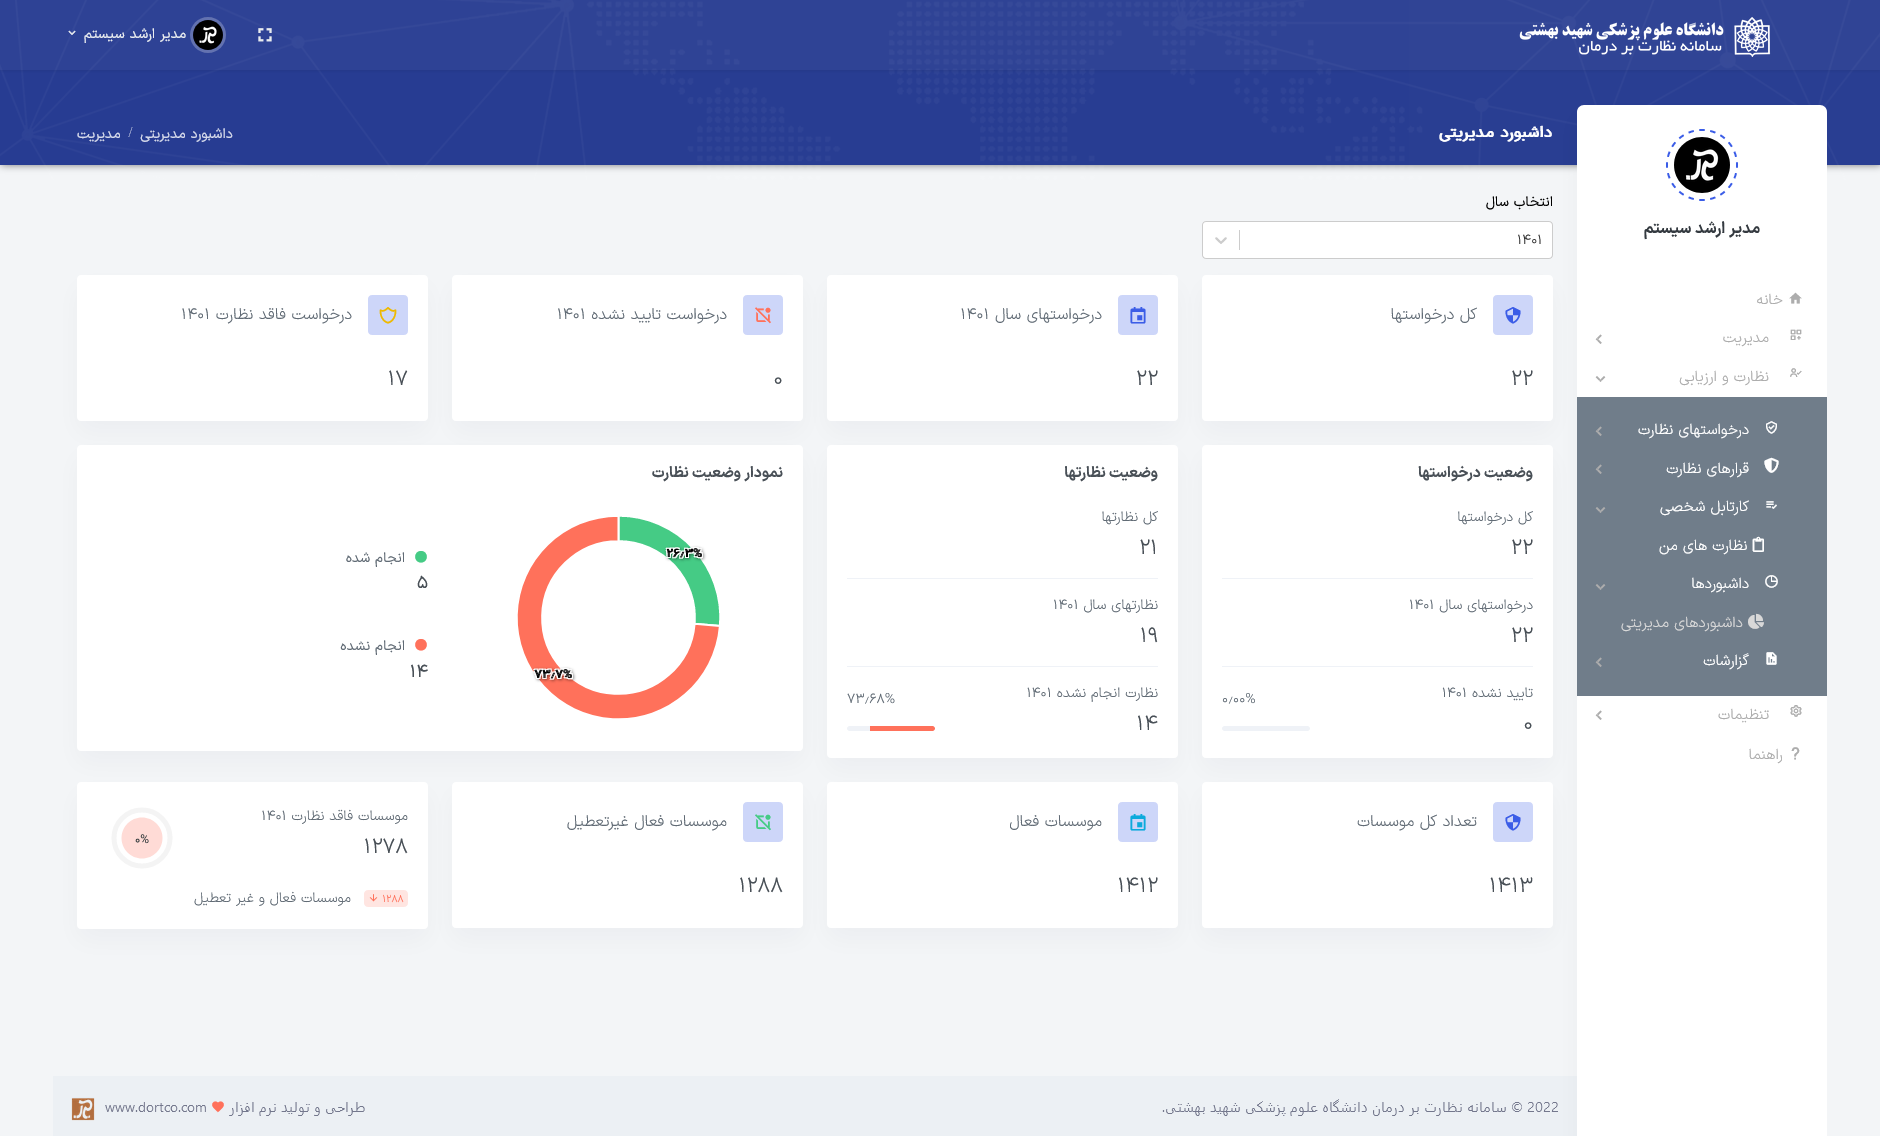 دانشگاه علوم پزشکی شهید بهشتی
سامانه نظارت بر درمان
مدیر ارشد سیستم
داشبورد مدیریتی
داشبورد مدیریتی / مدیریت
مدیر ارشد سیستم
خانه
مدیریت
نظارت و ارزیابی
درخواستهای نظارت
قرارهای نظارت
کارتابل شخصی
نظارت های من
داشبوردها
داشبوردهای مدیریتی
گزارشات
تنظیمات
راهنما
انتخاب سال
۱۴۰۱
کل درخواستها
۲۲
درخواستهای سال ۱۴۰۱
۲۲
درخواست تایید نشده ۱۴۰۱
۰
درخواست فاقد نظارت ۱۴۰۱
۱۷
وضعیت درخواستها
کل درخواستها
۲۲
درخواستهای سال ۱۴۰۱
۲۲
تایید نشده ۱۴۰۱
۰
۰٫۰۰%
وضعیت نظارتها
کل نظارتها
۲۱
نظارتهای سال ۱۴۰۱
۱۹
نظارت انجام نشده ۱۴۰۱
۱۴
۷۳٫۶۸%
نمودار وضعیت نظارت
۲۶٫۳%
۷۳٫۷%
انجام شده
۵
انجام نشده
۱۴
تعداد کل موسسات
۱۴۱۳
موسسات فعال
۱۴۱۲
موسسات فعال غیرتعطیل
۱۲۸۸
موسسات فاقد نظارت ۱۴۰۱
۱۲۷۸
۰%
۱۲۸۸ موسسات فعال و غیر تعطیل
2022 © سامانه نظارت بر درمان دانشگاه علوم پزشکی شهید بهشتی.
طراحی و تولید نرم افزار www.dortco.com